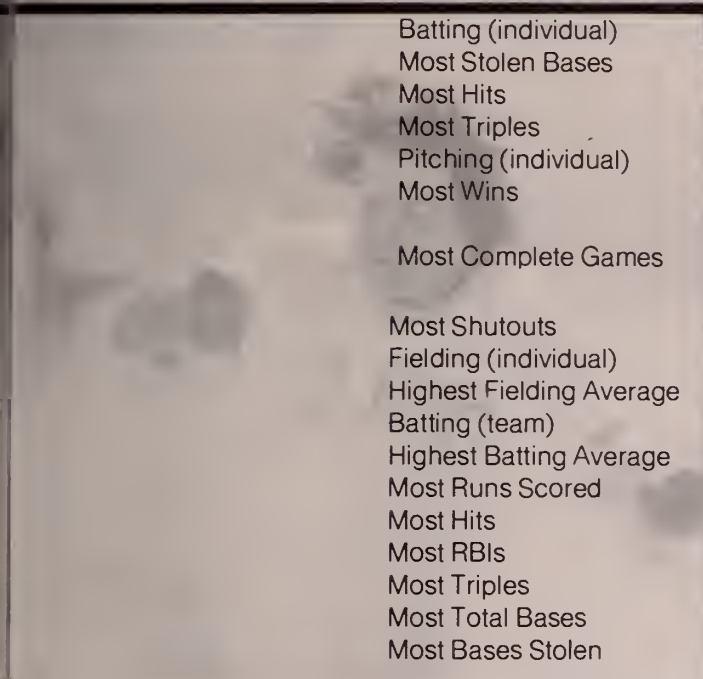 Batting (individual)
Most Stolen Bases
Most Hits
Most Triples
Pitching (individual)
Most Wins
Most Complete Games
Most Shutouts
Fielding (individual)
Highest Fielding Average
Batting (team)
Highest Batting Average
Most Runs Scored
Most Hits
Most RBIs
Most Triples
Most Total Bases
Most Bases Stolen